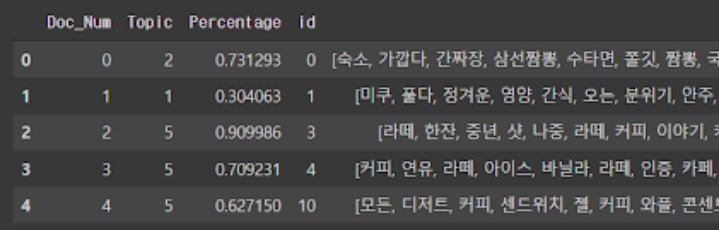 Doc_Num Topic Percentage id
0 0 2 0.731293 0 [숙소, 가깝다, 간짜장, 삼선짬뽕, 수타면, 쫄깃, 짬뽕,
1 1 1 0.304063 1 [미쿠, 풀다, 정겨운, 영양, 간식, 오는, 분위기, 안주,
2 2 5 0.909986 3 [라떼, 한잔, 중년, 샷, 나중, 라떼, 커피, 이야기,
3 3 5 0.709231 4 [커피, 연유, 라떼, 아이스, 바닐라, 라떼, 인증, 카페,
4 4 5 0.627150 10 [모든, 디저트, 커피, 센드위치, 젤, 커피, 와플,